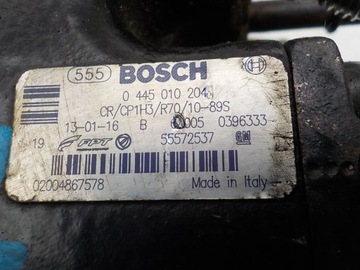 555 BOSCH
0 445 010 204
CR/CP1H3/R70/10-89S
13-01-16 B 0005 0396333
19 FPT 55572537 GM
02004867578 Made in Italy